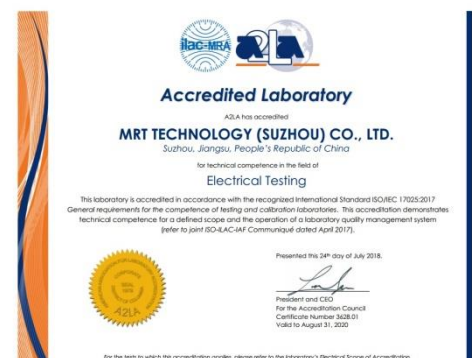 ilac-MRA
A2LA
Accredited Laboratory
A2LA has accredited
MRT TECHNOLOGY (SUZHOU) CO., LTD.
Suzhou, Jiangsu, People's Republic of China
for technical competence in the field of
Electrical Testing
This laboratory is accredited in accordance with the recognized International Standard ISO/IEC 17025:2017
General requirements for the competence of testing and calibration laboratories. This accreditation demonstrates
technical competence for a defined scope and the operation of a laboratory quality management system
(refer to joint ISO-ILAC-IAF Communiqué dated April 2017).
Presented this 24th day of July 2018.
President and CEO
For the Accreditation Council
Certificate Number 3628.01
Valid to August 31, 2020
SEAL
A2LA
For the tests to which this accreditation applies, please refer to the laboratory's Electrical Scope of Accreditation.